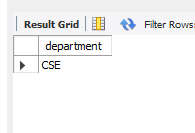 Result Grid Filter Rows:
department
CSE